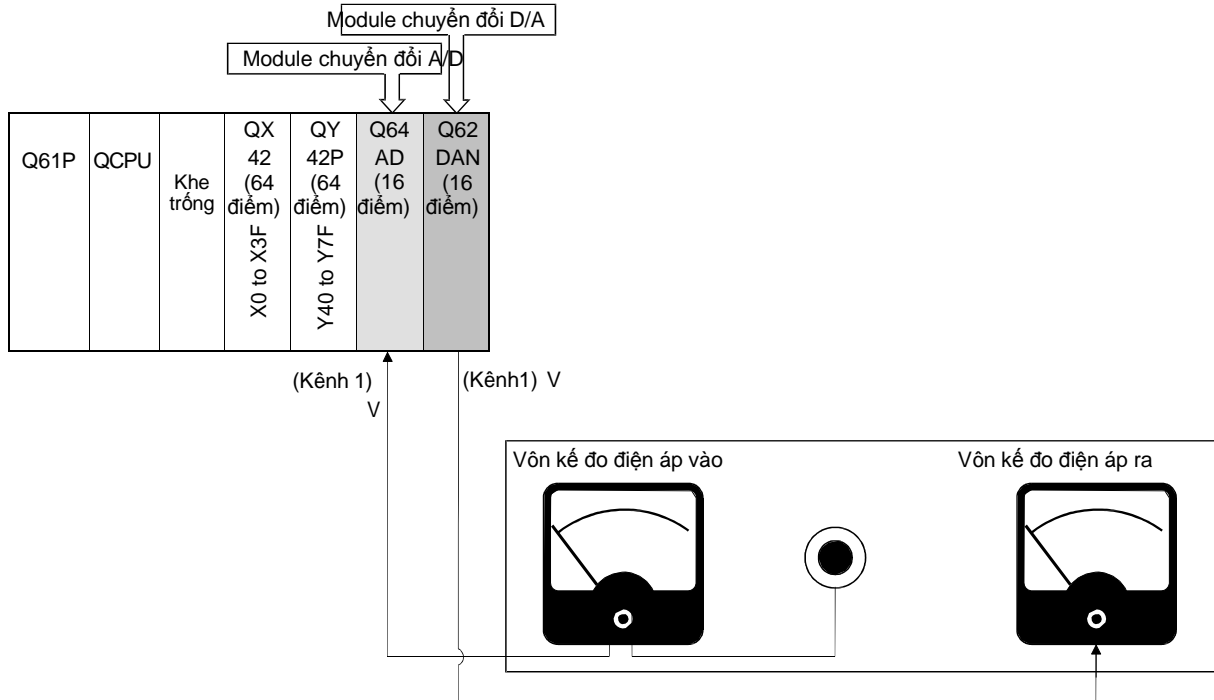 Module chuyển đổi D/A
Module chuyển đổi A/D
Q61P
QCPU
Khe
trống
QX
42
(64
điểm)
X0 to X3F
QY
42P
(64
điểm)
Y40 to Y7F
Q64
AD
(16
điểm)
Q62
DAN
(16
điểm)
(Kênh 1)
V
(Kênh1) V
Vôn kế đo điện áp vào
Vôn kế đo điện áp ra